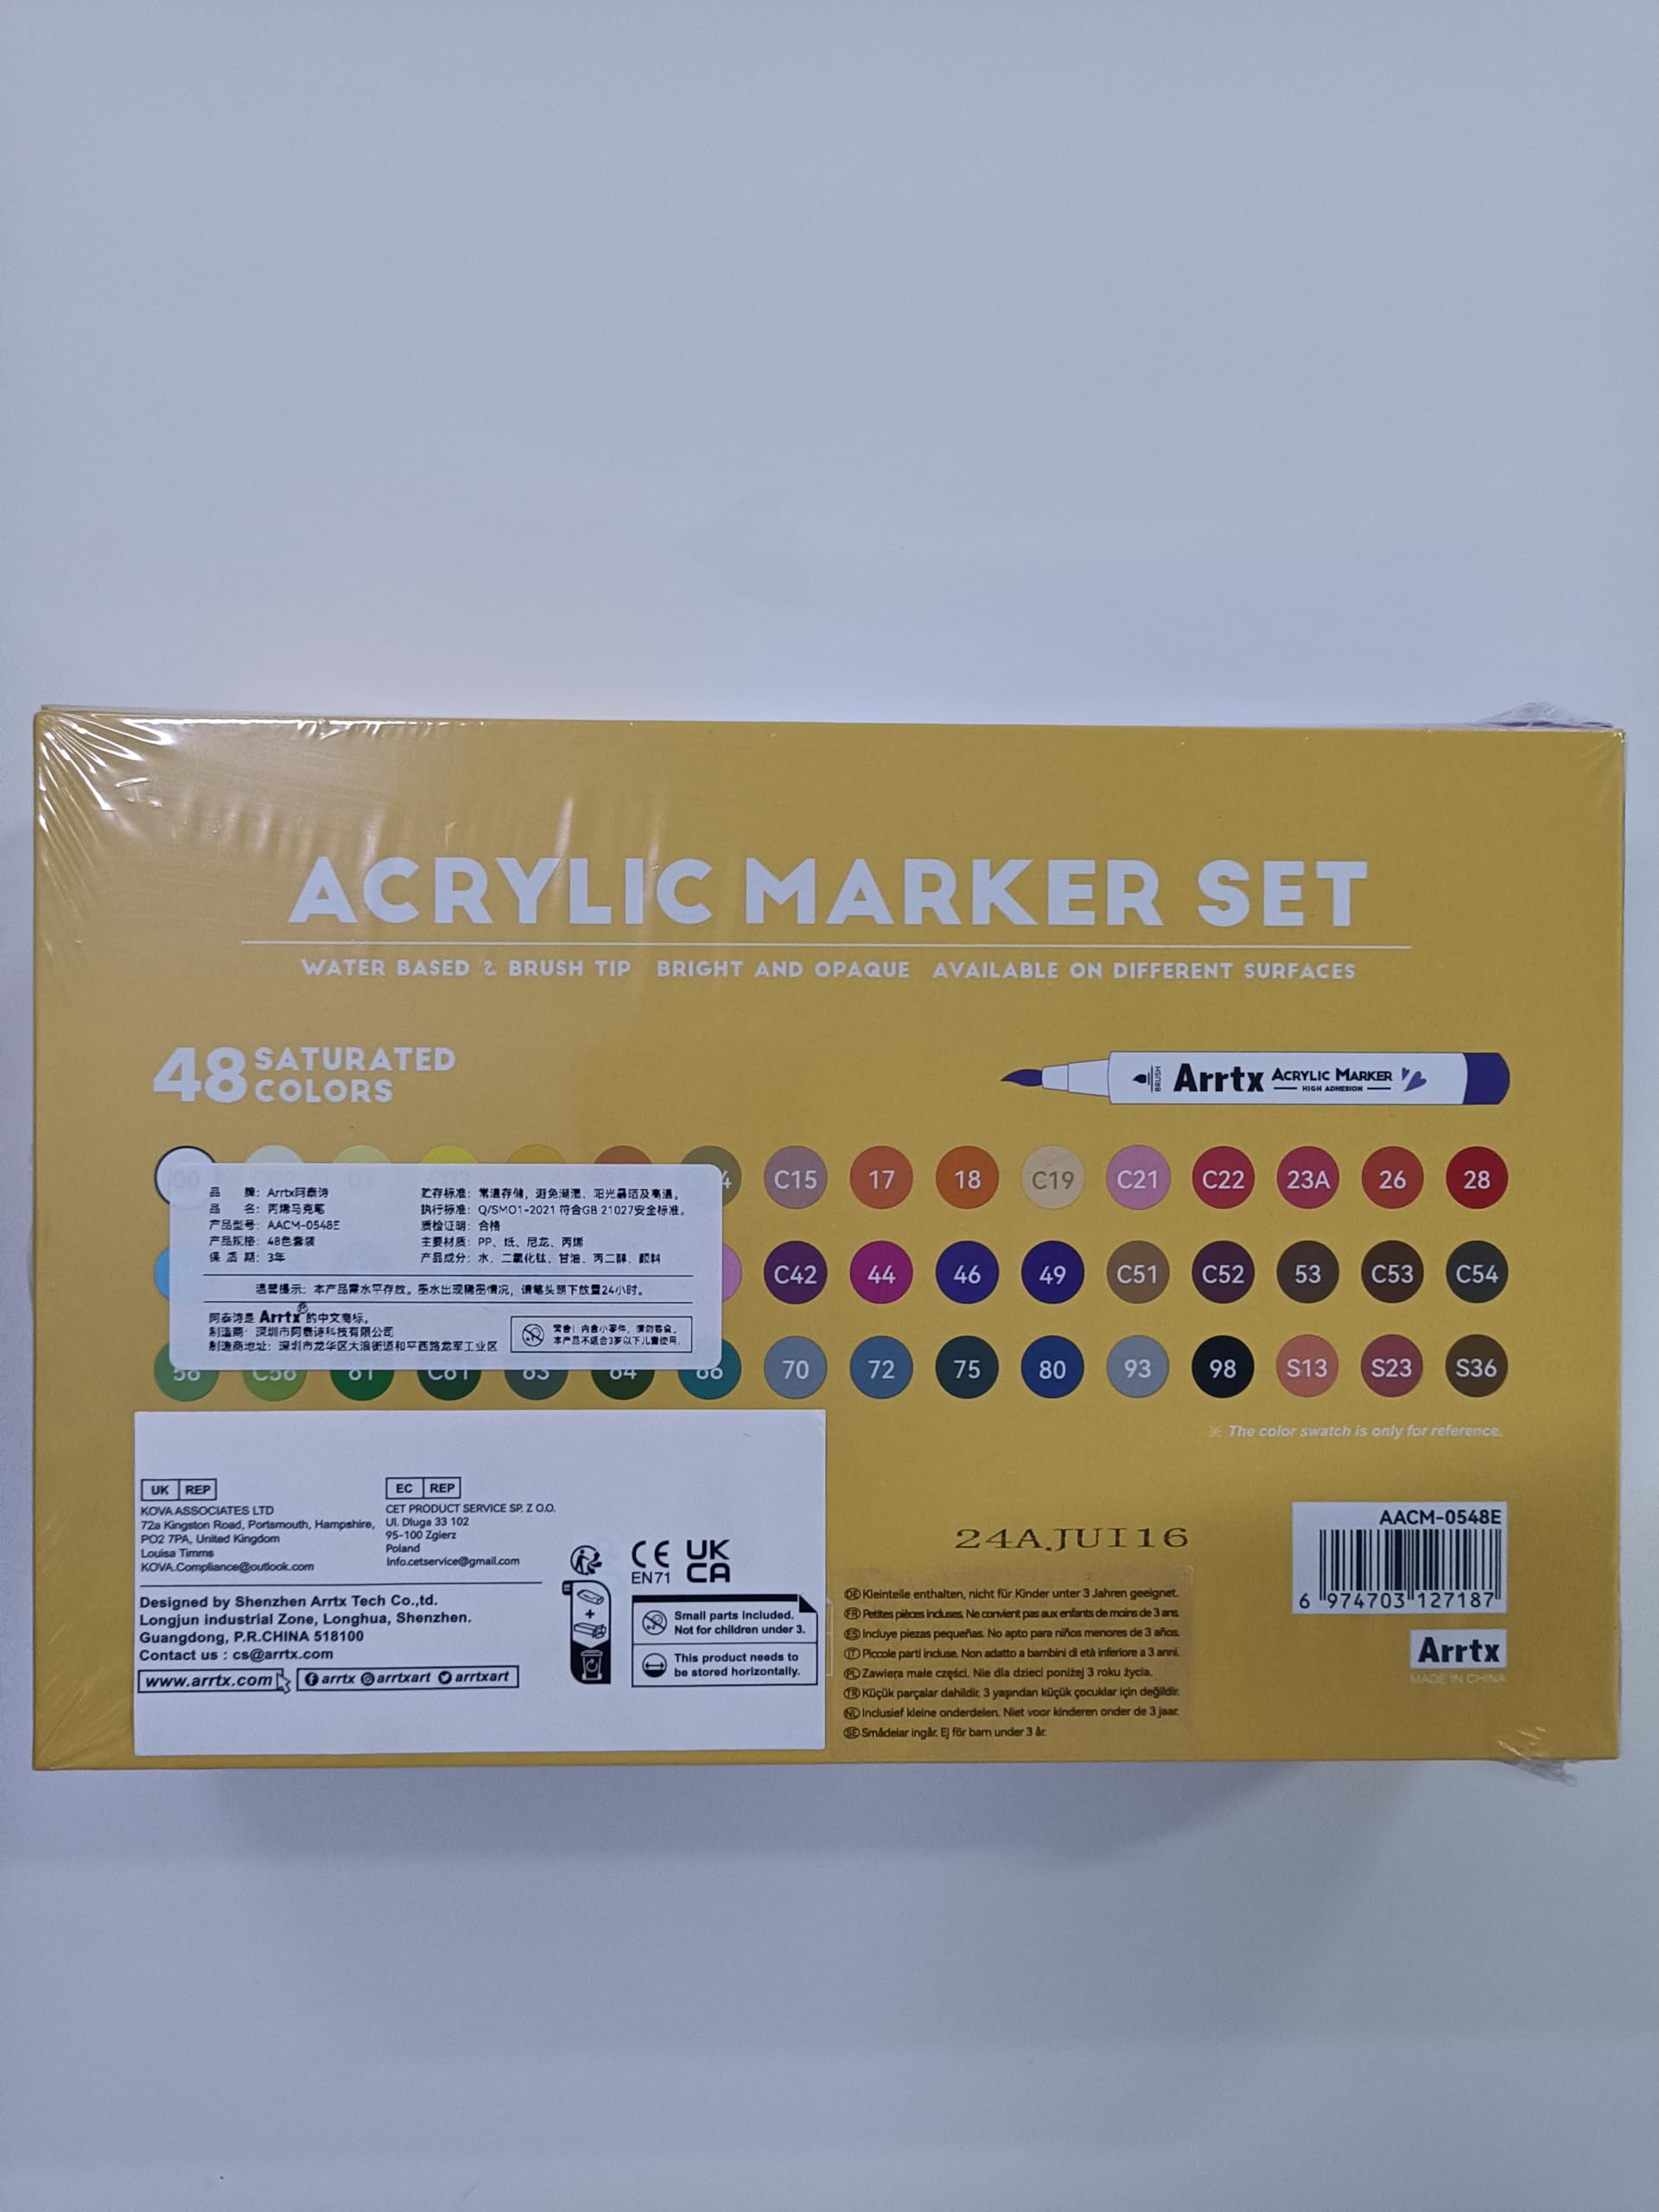 ACRYLIC MARKER SET
WATER BASED & BRUSH TIP BRIGHT AND OPAQUE AVAILABLE ON DIFFERENT SURFACES
48 SATURATED
COLORS
BRUSH Arrtx ACRYLIC MARKER
HIGH ADHESION
C15 17 18 C19 C21 C22 23A 26 28
C42 44 46 49 C51 C52 53 C53 C54
56 C58 61 C61 63 64 66 70 72 75 80 93 98 S13 S23 S36
品 牌: Arrtx阿泰诗
品 名: 丙烯马克笔
产品型号: AACM-0548E
产品规格: 48色套装
保 质 期: 3年
贮存标准: 常温存储, 避免潮湿、阳光暴晒及高温。
执行标准: Q/SMO1-2021 符合GB 21027安全标准。
质检证明: 合格
主要材质: PP、纸、尼龙、丙烯
产品成分: 水、二氧化钛、甘油、丙二醇、颜料
温馨提示: 本产品需水平存放。墨水出现稀墨情况, 请笔头朝下放置24小时。
阿泰诗是 Arrtx® 的中文商标。
制造商: 深圳市阿泰诗科技有限公司
制造商地址: 深圳市龙华区大浪街道和平西路龙军工业区
警告! 内含小零件, 请勿吞食。
本产品不适合3岁以下儿童使用.
※ The color swatch is only for reference.
UK REP
KOVA ASSOCIATES LTD
72a Kingston Road, Portsmouth, Hampshire,
PO2 7PA, United Kingdom
Louisa Timms
KOVA.Compliance@outlook.com
EC REP
CET PRODUCT SERVICE SP. Z O.O.
Ul. Dluga 33 102
95-100 Zgierz
Poland
Info.cetservice@gmail.com
Designed by Shenzhen Arrtx Tech Co.,td.
Longjun industrial Zone, Longhua, Shenzhen.
Guangdong, P.R.CHINA 518100
Contact us : cs@arrtx.com
www.arrtx.com arrtx arrtxart arrtxart
CE
EN71
UK
CA
Small parts Included.
Not for children under 3.
This product needs to
be stored horizontally.
24AJUI16
DE Kleinteile enthalten, nicht für Kinder unter 3 Jahren geeignet.
FR Petites pièces incluses. Ne convient pas aux enfants de moins de 3 ans.
ES Incluye piezas pequeñas. No apto para niños menores de 3 años.
IT Piccole parti incluse. Non adatto a bambini di età inferiore a 3 anni.
PL Zawiera małe części. Nie dla dzieci poniżej 3 roku życia.
TR Küçük parçalar dahildir. 3 yaşından küçük çocuklar için değildir.
NL Inclusief kleine onderdelen. Niet voor kinderen onder de 3 jaar.
SE Smådelar ingår. Ej för barn under 3 år.
AACM-0548E
6 974703 127187
Arrtx
MADE IN CHINA